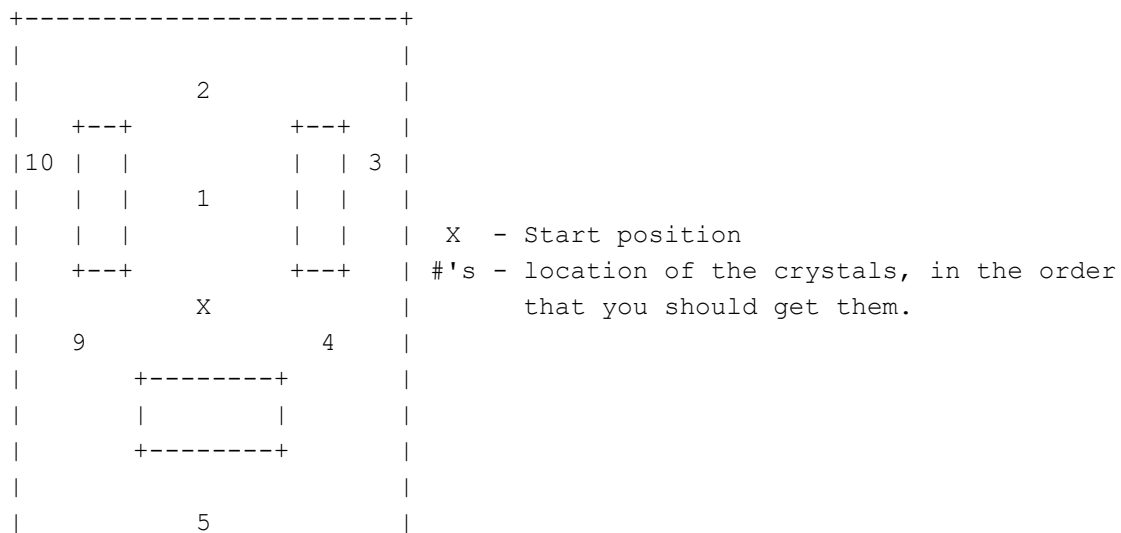 +------------------------+
|                        |
|           2            |
|   +--+          +--+   |
|10 |  |          |  | 3 |
|   |  |    1     |  |   |
|   |  |          |  |   |  X  - Start position
|   +--+          +--+   | #'s - location of the crystals, in the order
|           X            |       that you should get them.
|   9               4    |
|       +--------+       |
|       |        |       |
|       +--------+       |
|                        |
|           5            |